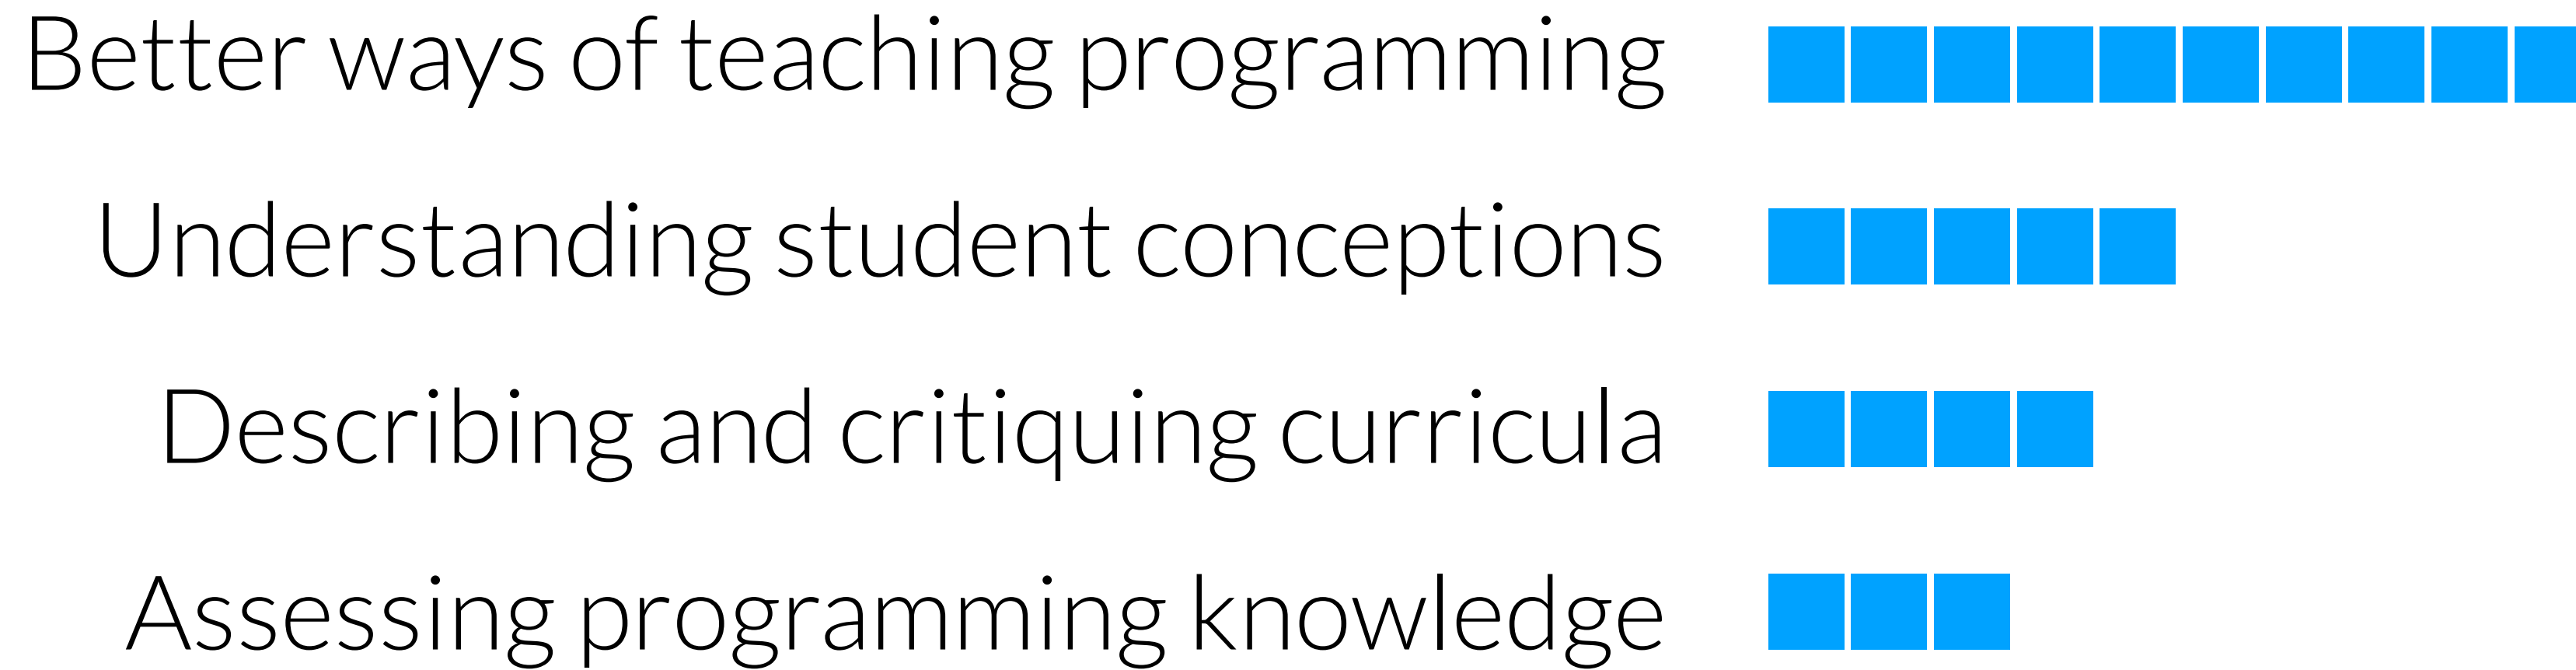 Better ways of teaching programming
Understanding student conceptions
Describing and critiquing curricula
Assessing programming knowledge